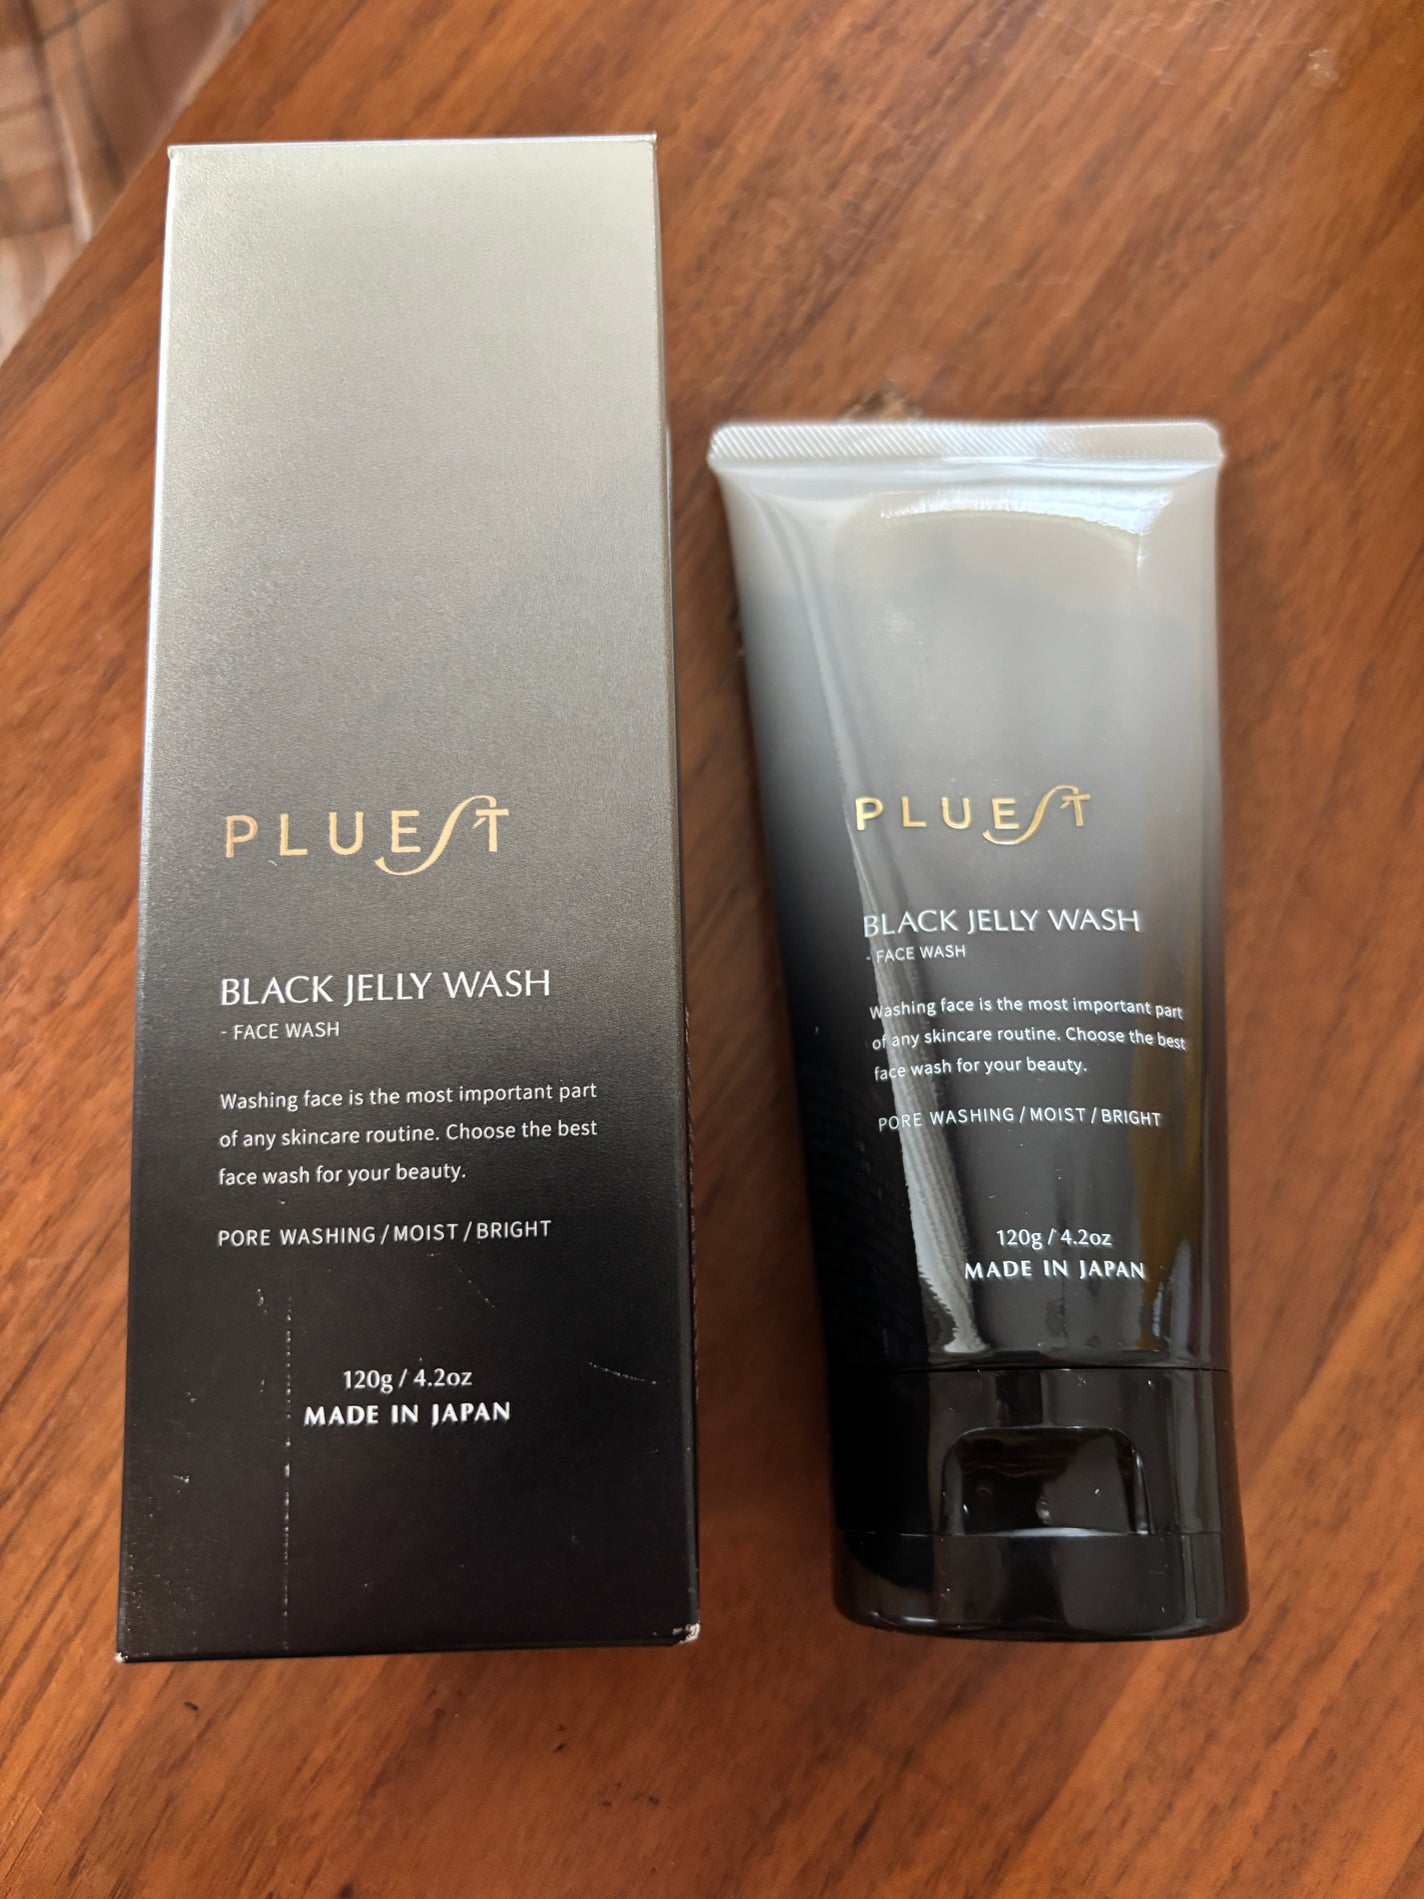 PLUEST
BLACK JELLY WASH
- FACE WASH
Washing face is the most important part
of any skincare routine. Choose the best
face wash for your beauty.
PORE WASHING / MOIST / BRIGHT
120g / 4.2oz
MADE IN JAPAN
PLUEST
BLACK JELLY WASH
- FACE WASH
Washing face is the most important part
of any skincare routine. Choose the best
face wash for your beauty.
PORE WASHING / MOIST / BRIGHT
120g / 4.2oz
MADE IN JAPAN